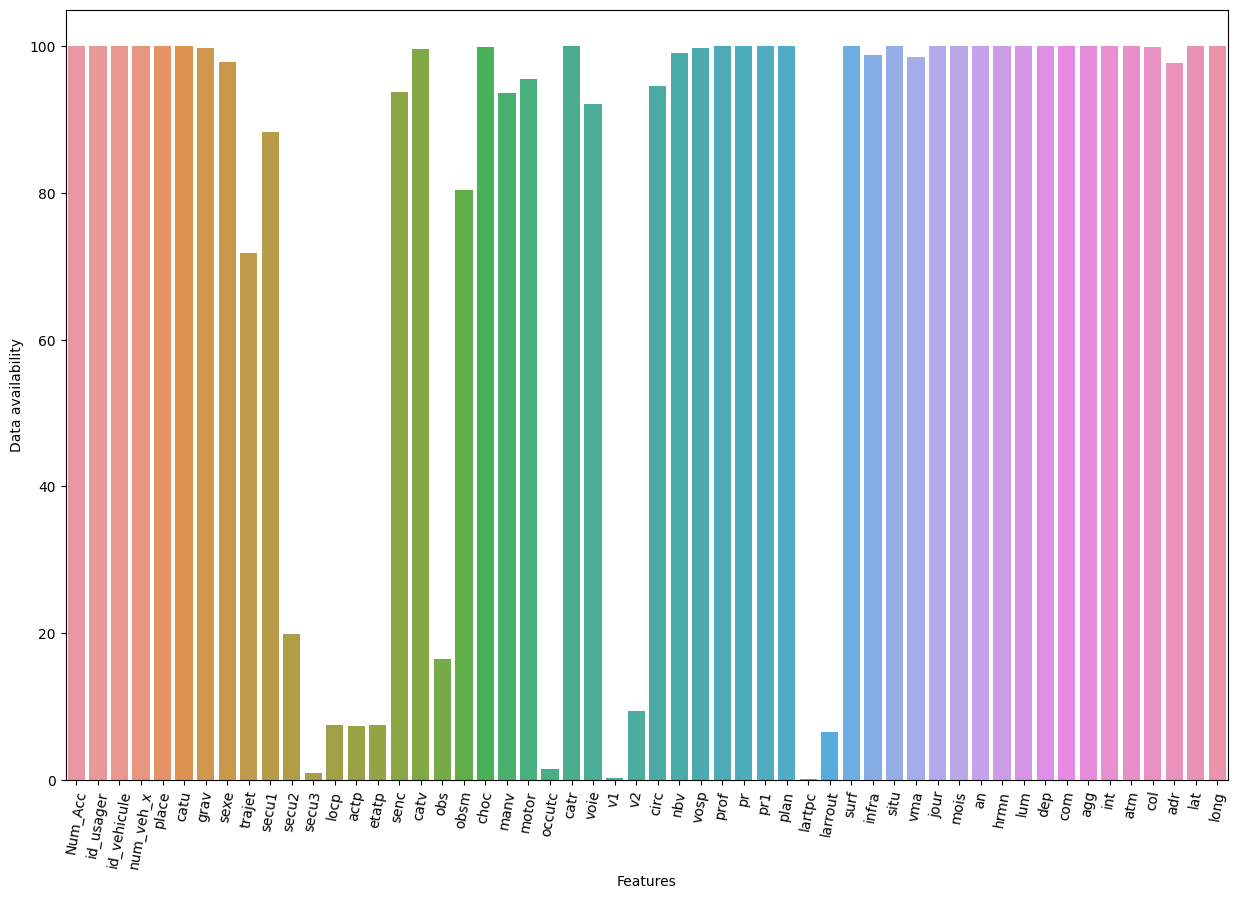 Data availability
100
80
60
40
20
0
Num_Acc
id_usager
id_vehicule
num_veh_x
place
catu
grav
sexe
trajet
secu1
secu2
secu3
locp
actp
etatp
senc
catv
obs
obsm
choc
manv
motor
occutc
catr
voie
v1
v2
circ
nbv
vosp
prof
pr
pr1
plan
lartpc
larrout
surf
infra
situ
vma
jour
mois
an
hrmn
lum
dep
com
agg
int
atm
col
adr
lat
long
Features